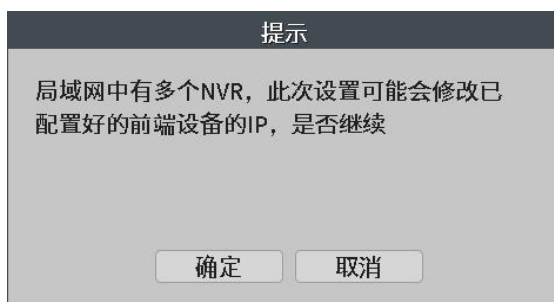 提示
局域网中有多个NVR，此次设置可能会修改已
配置好的前端设备的IP，是否继续
确定
取消